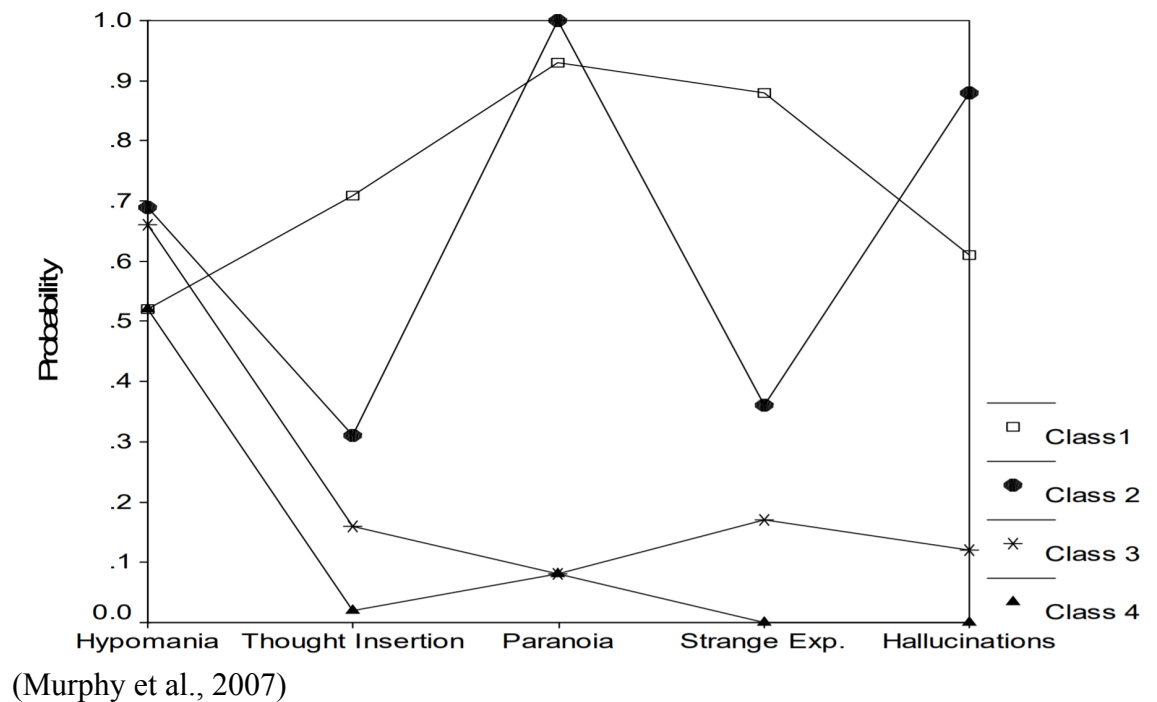 1.0
.9
.8
.7
.6
.5
.4
.3
.2
.1
0.0
Probability
Hypomania Thought Insertion Paranoia Strange Exp. Hallucinations
Class1
Class 2
Class 3
Class 4
(Murphy et al., 2007)